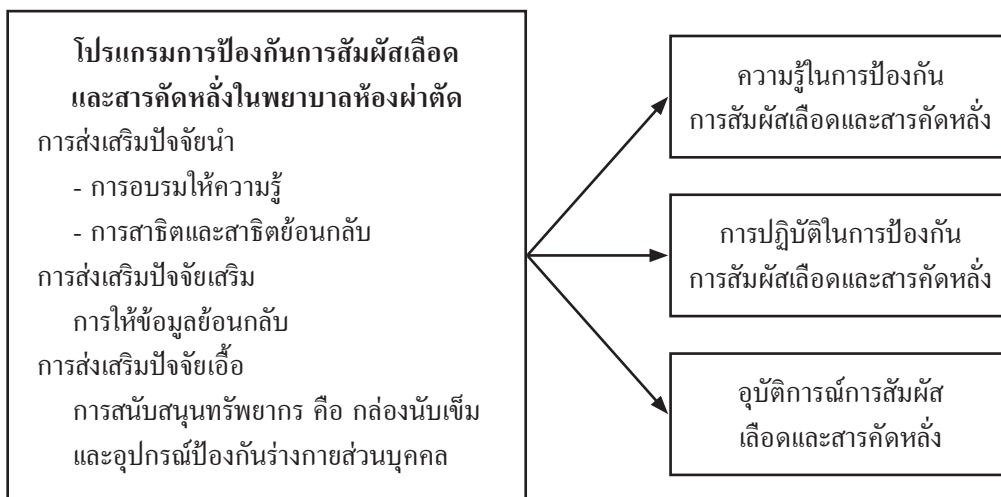 โปรแกรมการป้องกันการสัมผัสเลือด
และสารคัดหลั่งในพยาบาลห้องผ่าตัด
การส่งเสริมปัจจัยนำ
- การอบรมให้ความรู้
- การสาธิตและสาธิตย้อนกลับ
การส่งเสริมปัจจัยเสริม
การให้ข้อมูลย้อนกลับ
การส่งเสริมปัจจัยเอื้อ
การสนับสนุนทรัพยากร คือ กล่องนับเข็ม
และอุปกรณ์ป้องกันร่างกายส่วนบุคคล
ความรู้ในการป้องกัน
การสัมผัสเลือดและสารคัดหลั่ง
การปฏิบัติในการป้องกัน
การสัมผัสเลือดและสารคัดหลั่ง
อุบัติการณ์การสัมผัส
เลือดและสารคัดหลั่ง